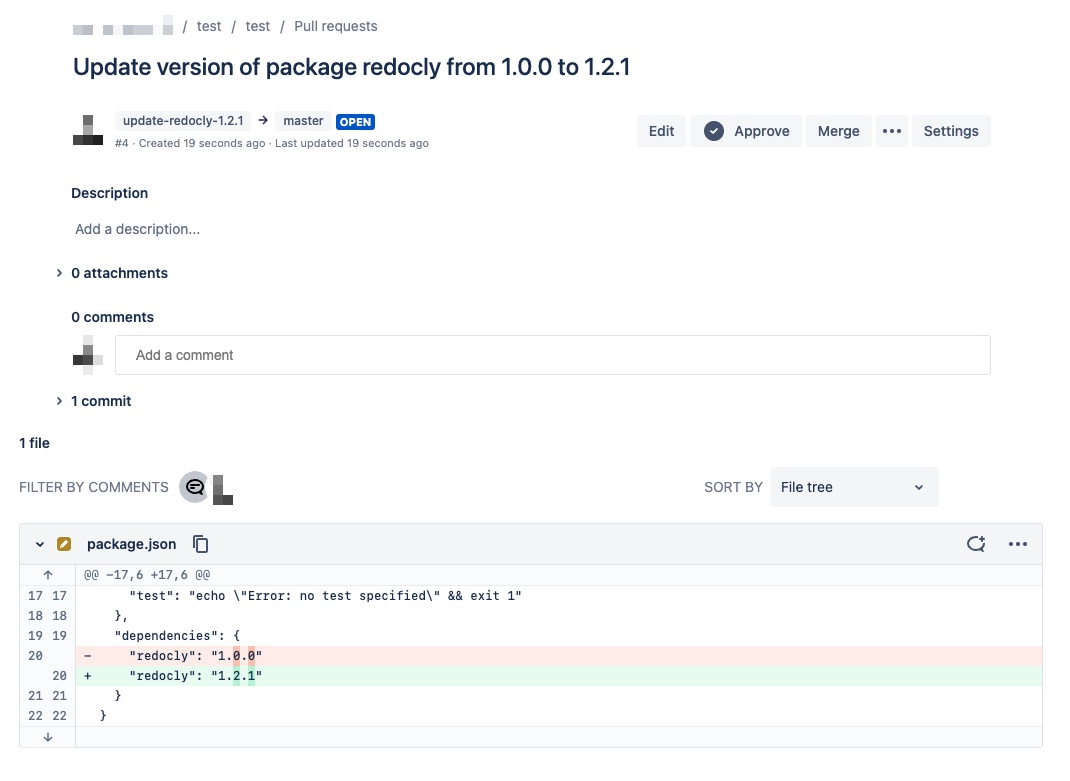 / test / test / Pull requests
Update version of package redocly from 1.0.0 to 1.2.1
update-redocly-1.2.1 → master OPEN
#4 · Created 19 seconds ago · Last updated 19 seconds ago
Edit Approve Merge ••• Settings
Description
Add a description...
0 attachments
0 comments
Add a comment
1 commit
1 file
FILTER BY COMMENTS
SORT BY File tree
package.json
@@ -17,6 +17,6 @@
17 17 "test": "echo \"Error: no test specified\" && exit 1"
18 18 },
19 19 "dependencies": {
20 - "redocly": "1.0.0"
20 + "redocly": "1.2.1"
21 21 }
22 22 }